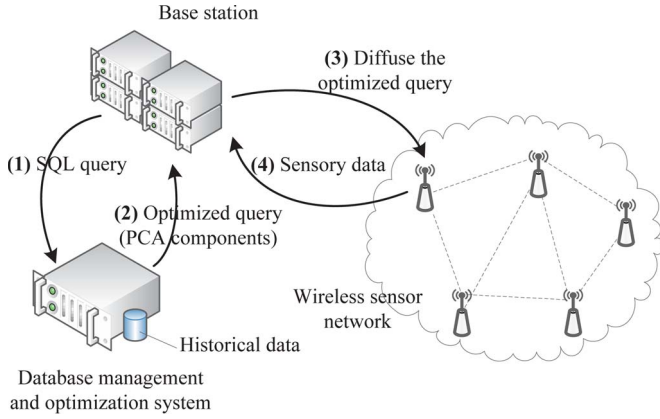 Base station
(3) Diffuse the
optimized query
(1) SQL query
(4) Sensory data
(2) Optimized query
(PCA components)
Wireless sensor
network
Historical data
Database management
and optimization system